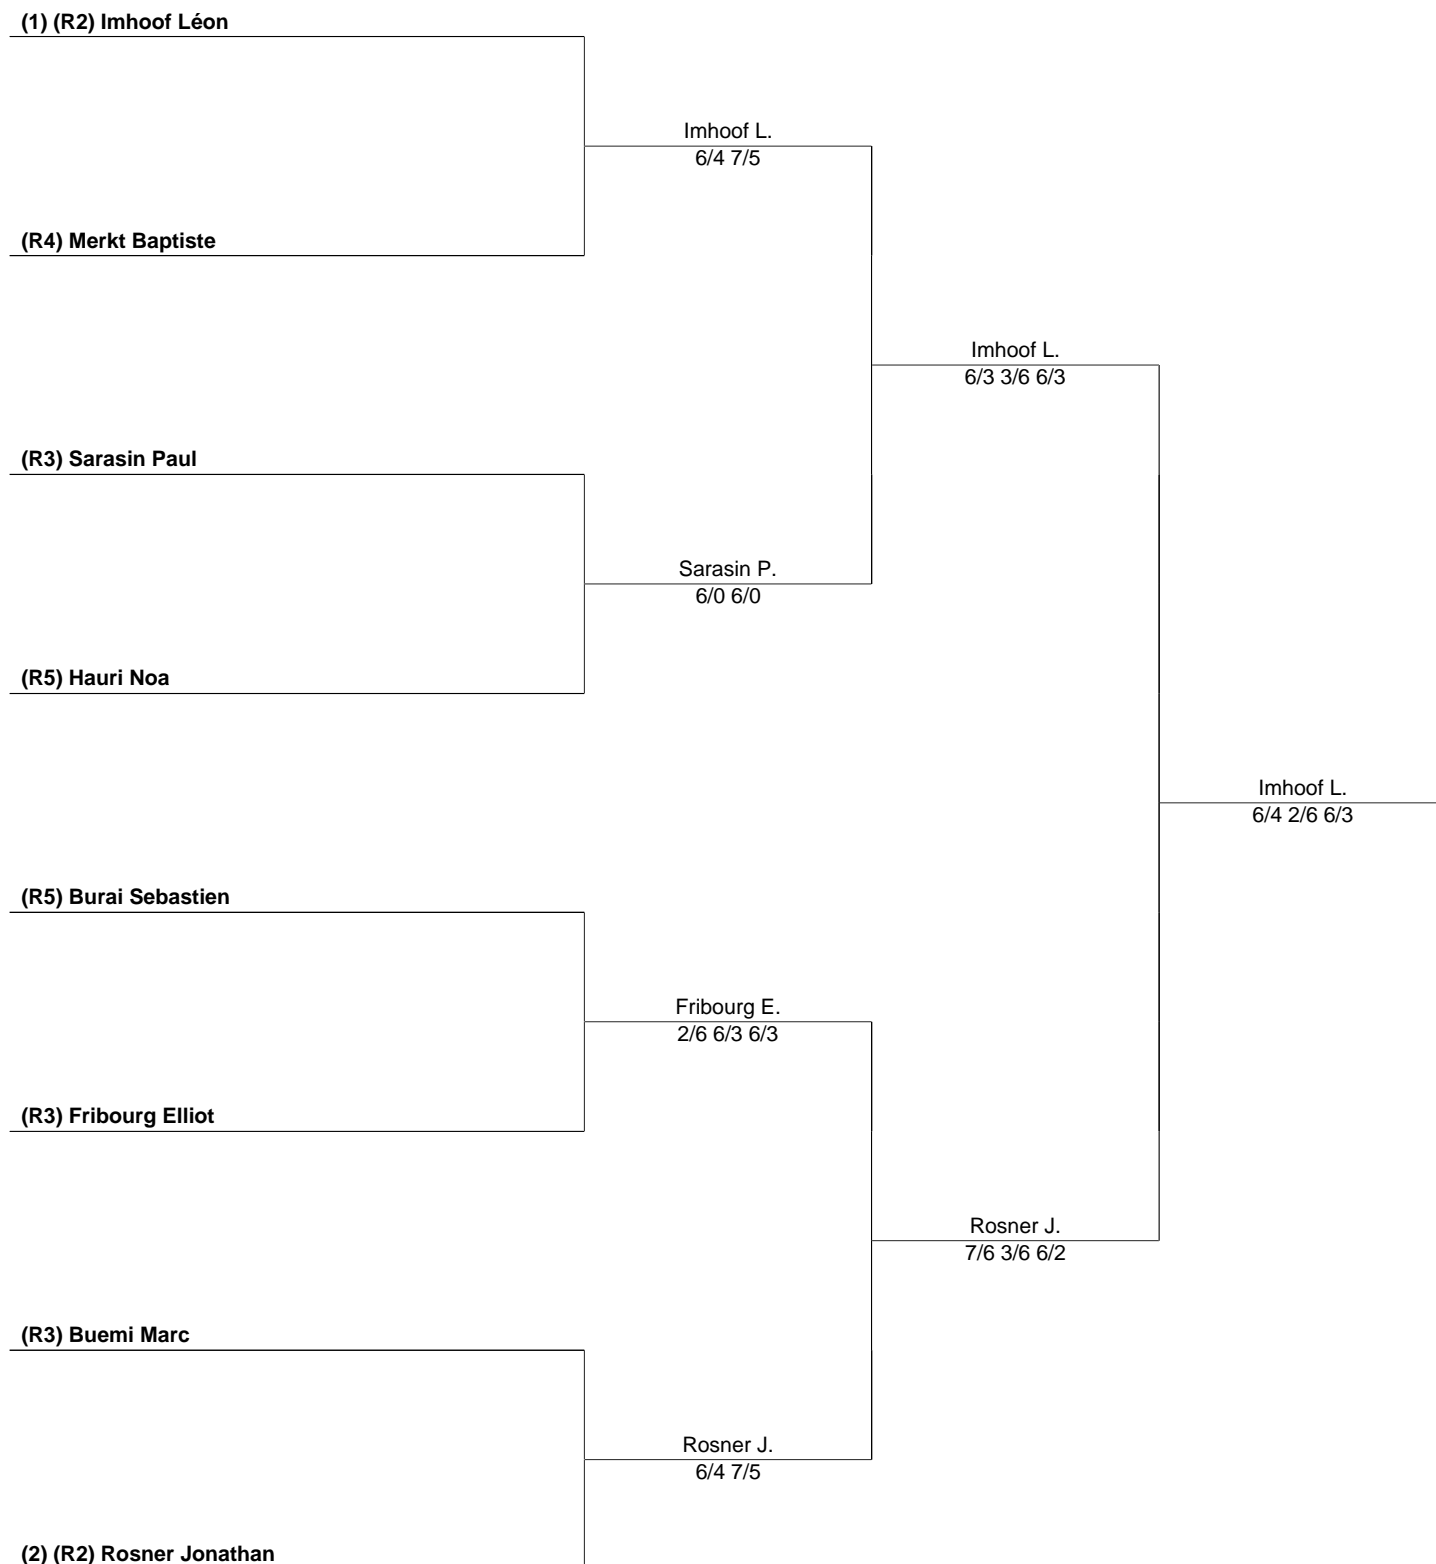 (1) (R2) Imhoof Léon
Imhoof L.
6/4 7/5
(R4) Merkt Baptiste
Imhoof L.
6/3 3/6 6/3
(R3) Sarasin Paul
Sarasin P.
6/0 6/0
(R5) Hauri Noa
Imhoof L.
6/4 2/6 6/3
(R5) Burai Sebastien
Fribourg E.
2/6 6/3 6/3
(R3) Fribourg Elliot
Rosner J.
7/6 3/6 6/2
(R3) Buemi Marc
Rosner J.
6/4 7/5
(2) (R2) Rosner Jonathan